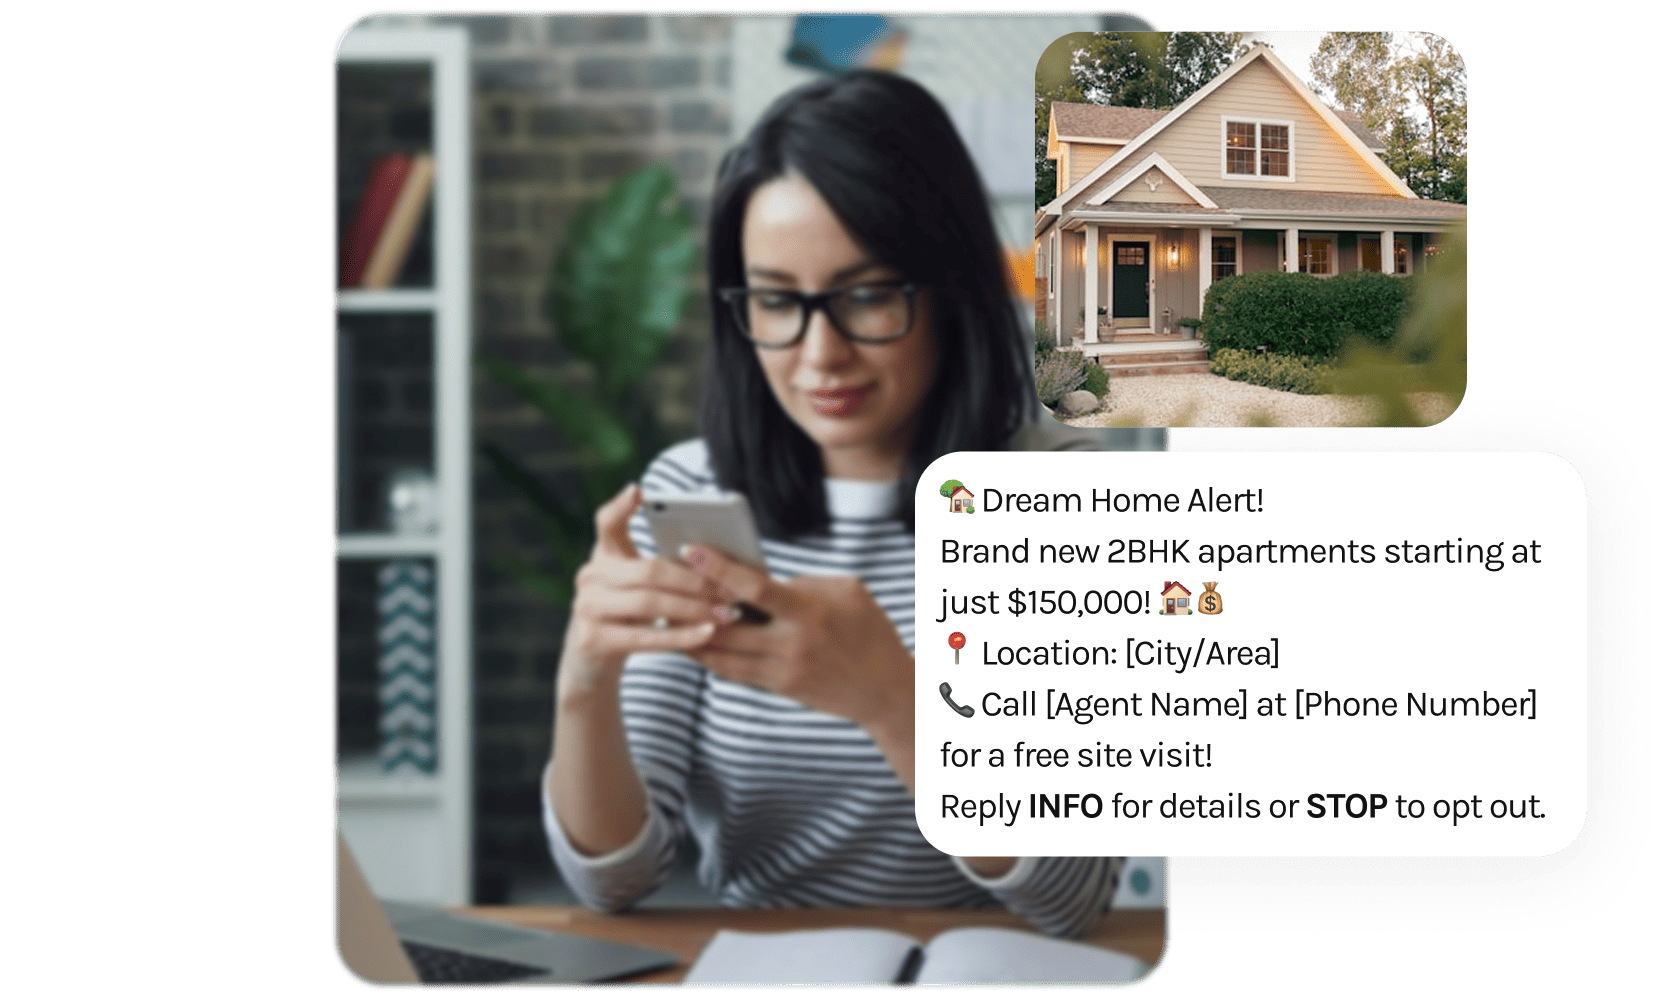 🏡 Dream Home Alert!
Brand new 2BHK apartments starting at
just $150,000! 🏠💰
📍 Location: [City/Area]
📞 Call [Agent Name] at [Phone Number]
for a free site visit!
Reply INFO for details or STOP to opt out.